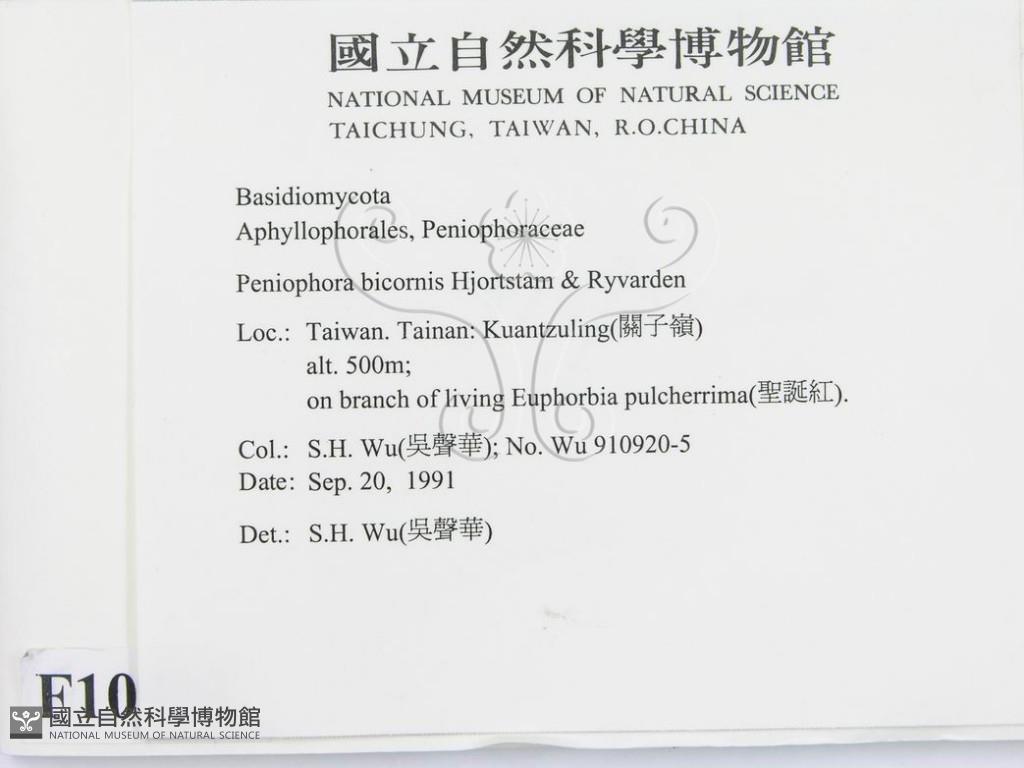 國立自然科學博物館
NATIONAL MUSEUM OF NATURAL SCIENCE
TAICHUNG, TAIWAN, R.O.CHINA
Basidiomycota
Aphyllophorales, Peniophoraceae
Peniophora bicornis Hjortstam & Ryvarden
Loc.: Taiwan. Tainan: Kuantzuling(關子嶺)
alt. 500m;
on branch of living Euphorbia pulcherrima(聖誕紅).
Col.: S.H. Wu(吳聲華); No. Wu 910920-5
Date: Sep. 20, 1991
Det.: S.H. Wu(吳聲華)
F10
國立自然科學博物館
NATIONAL MUSEUM OF NATURAL SCIENCE